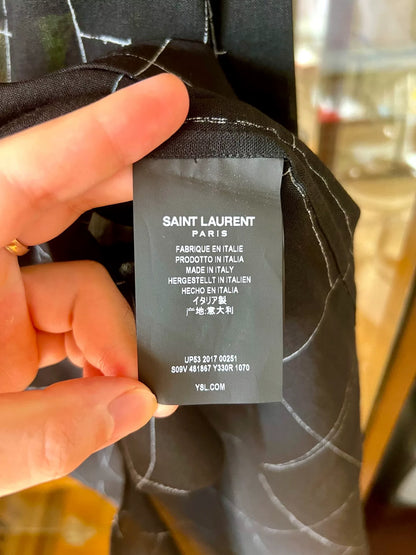 SAINT LAURENT
PARIS
FABRIQUE EN ITALIE
PRODOTTO IN ITALIA
MADE IN ITALY
HERGESTELLT IN ITALIEN
HECHO EN ITALIA
イタリア製
产地:意大利
UP53 2017 00251
S09V 481867 Y330R 1070
YSL.COM